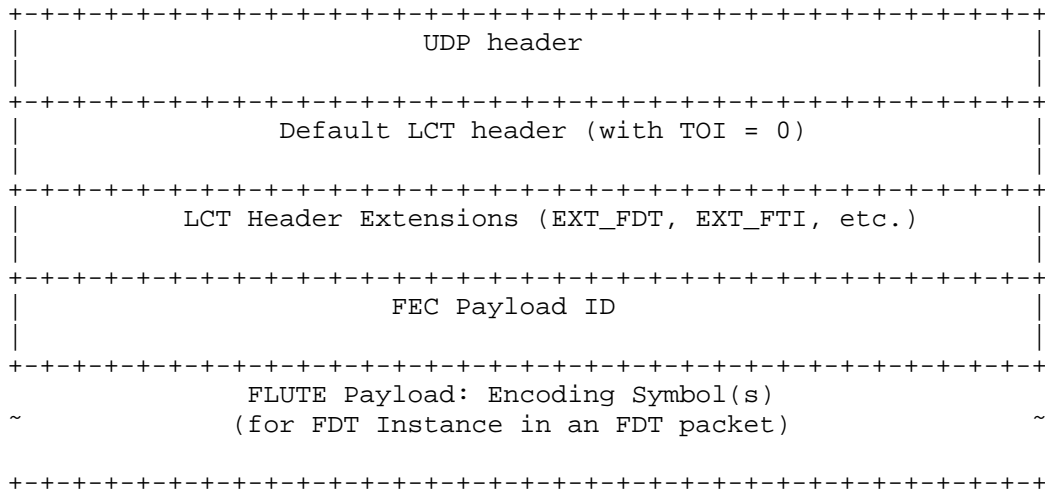 +-+-+-+-+-+-+-+-+-+-+-+-+-+-+-+-+-+-+-+-+-+-+-+-+-+-+-+-+-+-+-+-+
| UDP header |
| |
+-+-+-+-+-+-+-+-+-+-+-+-+-+-+-+-+-+-+-+-+-+-+-+-+-+-+-+-+-+-+-+-+
| Default LCT header (with TOI = 0) |
| |
+-+-+-+-+-+-+-+-+-+-+-+-+-+-+-+-+-+-+-+-+-+-+-+-+-+-+-+-+-+-+-+-+
| LCT Header Extensions (EXT_FDT, EXT_FTI, etc.) |
| |
+-+-+-+-+-+-+-+-+-+-+-+-+-+-+-+-+-+-+-+-+-+-+-+-+-+-+-+-+-+-+-+-+
| FEC Payload ID |
| |
+-+-+-+-+-+-+-+-+-+-+-+-+-+-+-+-+-+-+-+-+-+-+-+-+-+-+-+-+-+-+-+-+
FLUTE Payload: Encoding Symbol(s)
~ (for FDT Instance in an FDT packet) ~
+-+-+-+-+-+-+-+-+-+-+-+-+-+-+-+-+-+-+-+-+-+-+-+-+-+-+-+-+-+-+-+-+